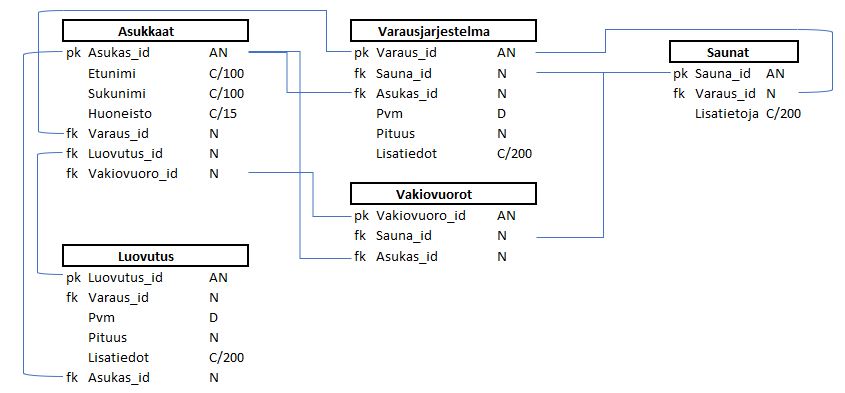 Asukkaat
pk Asukas_id AN
Etunimi C/100
Sukunimi C/100
Huoneisto C/15
fk Varaus_id N
fk Luovutus_id N
fk Vakiovuoro_id N
Varausjarjestelma
pk Varaus_id AN
fk Sauna_id N
fk Asukas_id N
Pvm D
Pituus N
Lisatiedot C/200
Saunat
pk Sauna_id AN
fk Varaus_id N
Lisatietoja C/200
Vakiovuorot
pk Vakiovuoro_id AN
fk Sauna_id N
fk Asukas_id N
Luovutus
pk Luovutus_id AN
fk Varaus_id N
Pvm D
Pituus N
Lisatiedot C/200
fk Asukas_id N